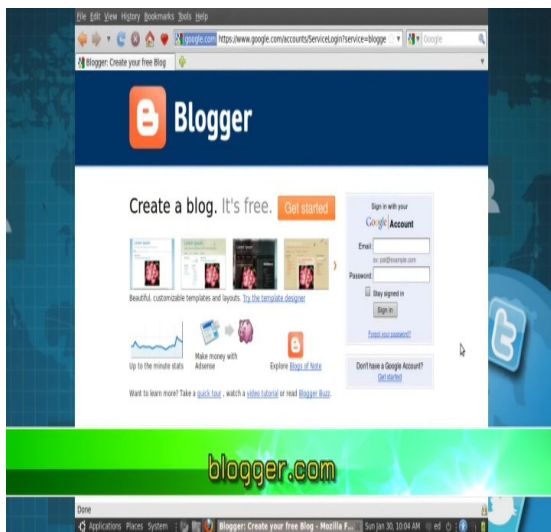 File Edit View History Bookmarks Tools Help
google.com https://www.google.com/accounts/ServiceLogin?service=blogge Google
Blogger: Create your free Blog
Blogger
Create a blog. It's free. Get started
Beautiful, customizable templates and layouts. Try the template designer
Up to the minute stats
Make money with
Adsense
Explore Blogs of Note
Want to learn more? Take a quick tour , watch a video tutorial or read Blogger Buzz.
Sign in with your
Google Account
Email:
ex: pat@example.com
Password:
Stay signed in
Sign in
Forgot your password?
Don't have a Google Account?
Get started
blogger.com
Done
Applications Places System Blogger: Create your free Blog - Mozilla F... Sun Jan 30, 10:04 AM ed